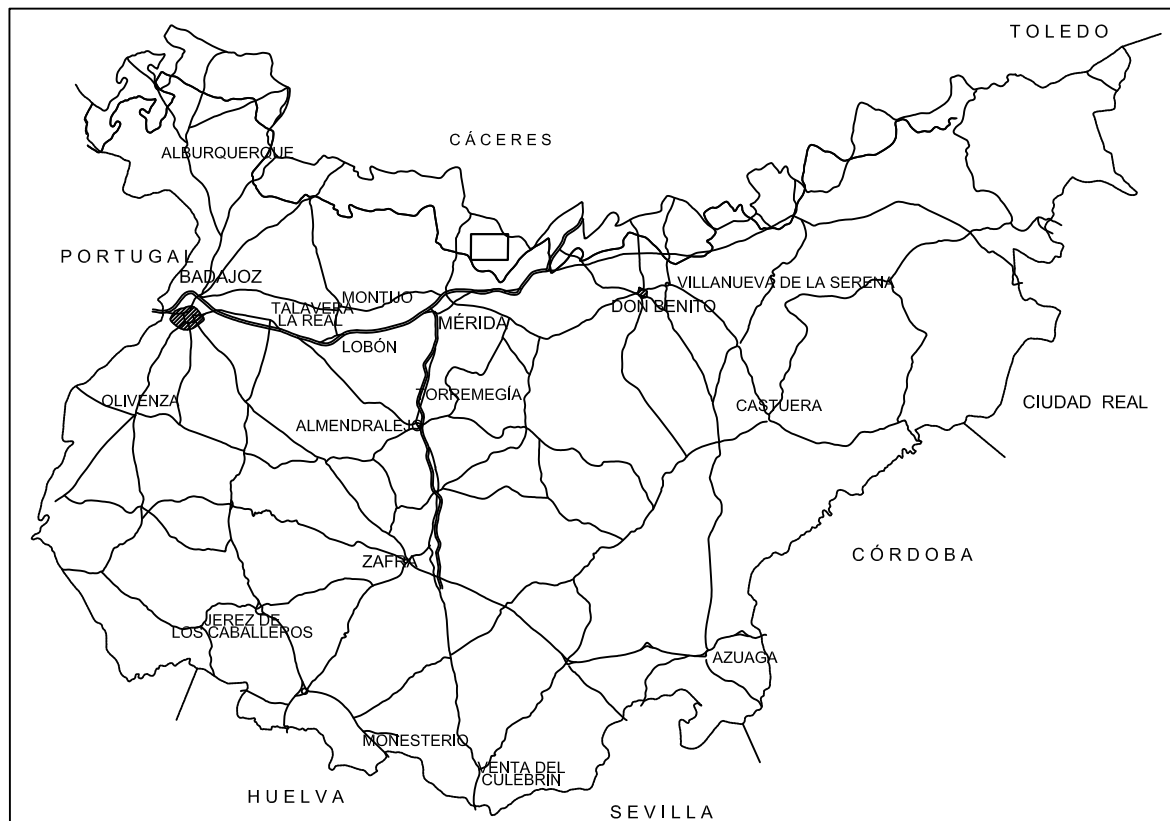 TOLEDO
CÁCERES
ALBURQUERQUE
PORTUGAL
BADAJOZ
VILLANUEVA DE LA SERENA
MONTIJO
DON BENITO
TALAVERA
LA REAL
MÉRIDA
LOBÓN
TORREMEGÍA
OLIVENZA
CASTUERA
CIUDAD REAL
ALMENDRALEJO
CÓRDOBA
ZAFRA
JEREZ DE
LOS CABALLEROS
AZUAGA
MONESTERIO
VENTA DEL
CULEBRÍN
HUELVA
SEVILLA